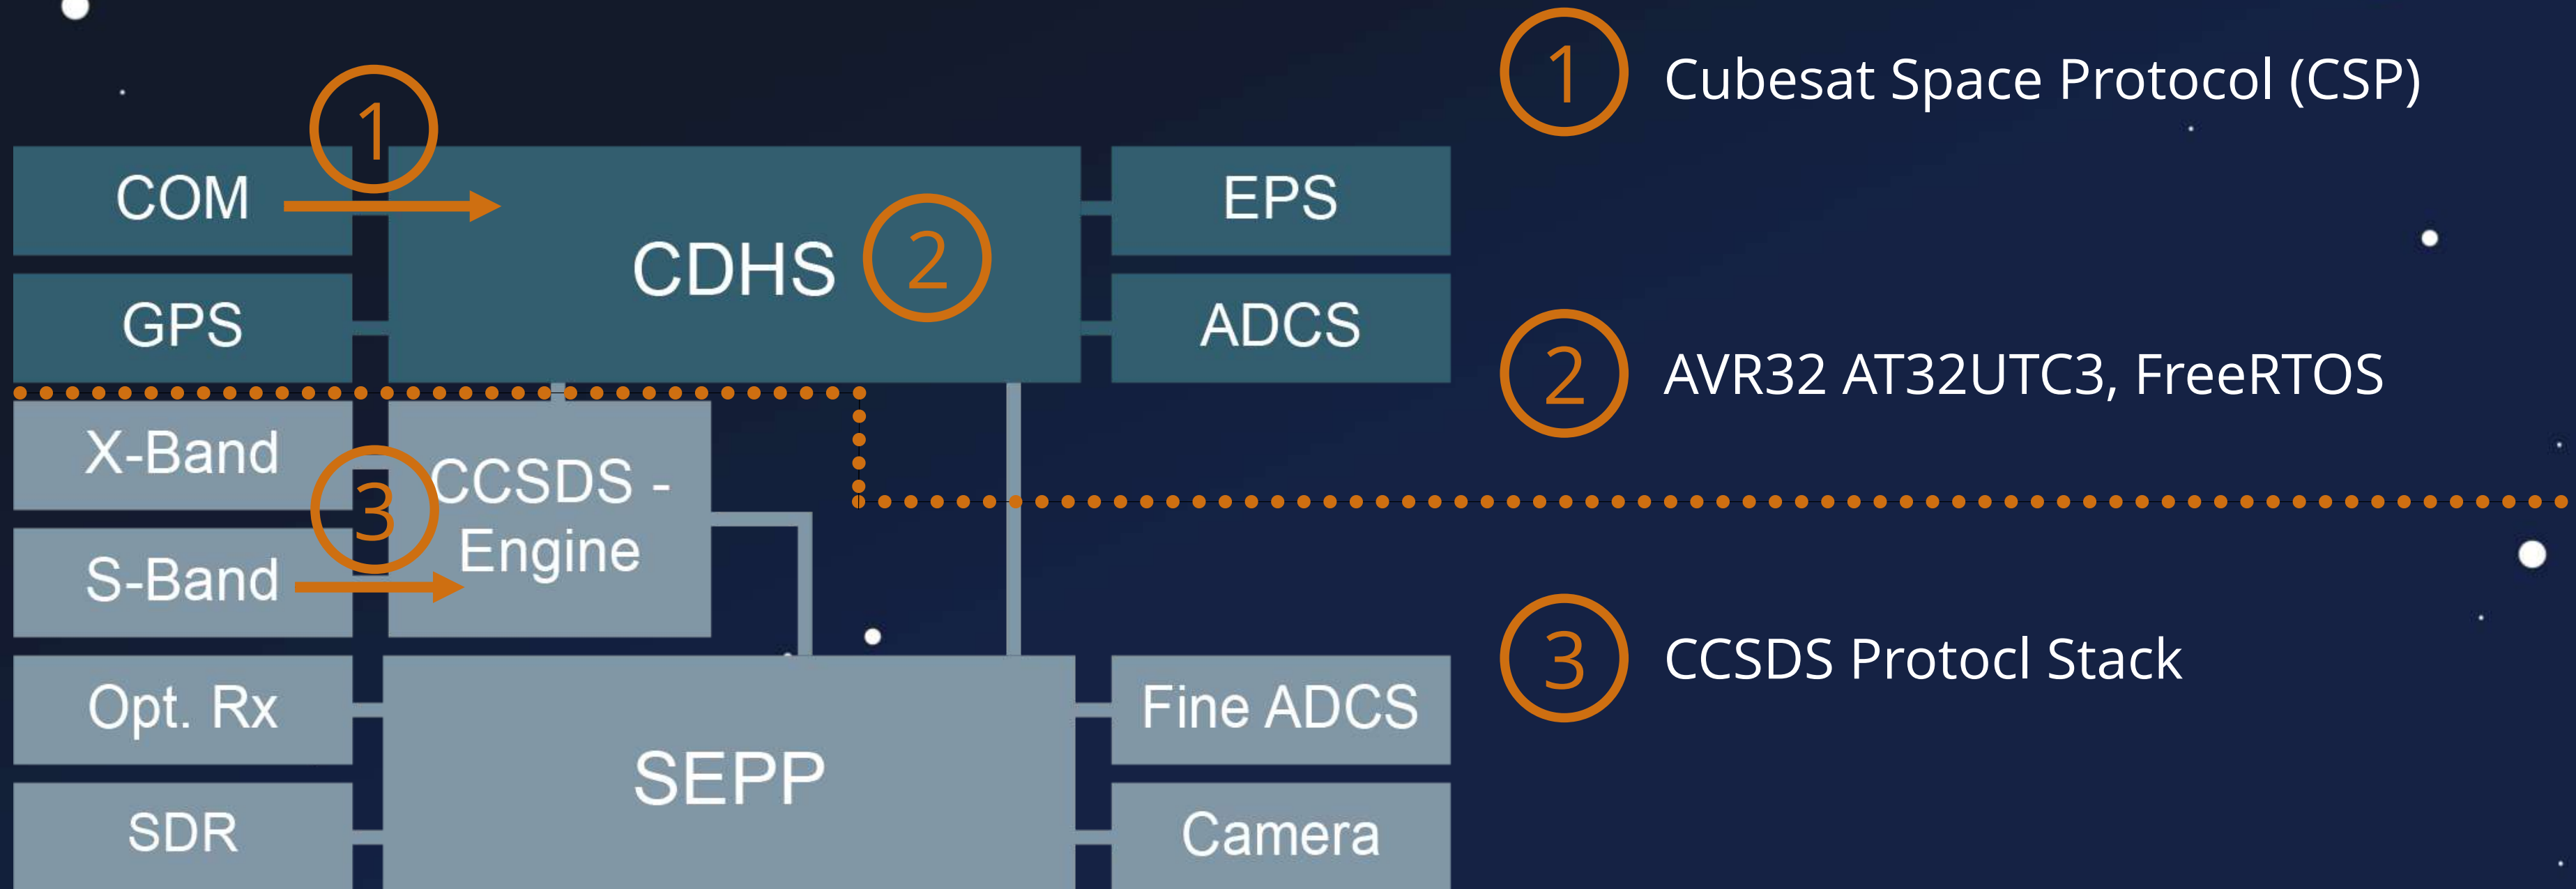 1
Cubesat Space Protocol (CSP)
1
COM
CDHS
2
EPS
GPS
ADCS
2
AVR32 AT32UTC3, FreeRTOS
X-Band
3
CCSDS -
Engine
S-Band
3
CCSDS Protocl Stack
Opt. Rx
SEPP
Fine ADCS
SDR
Camera